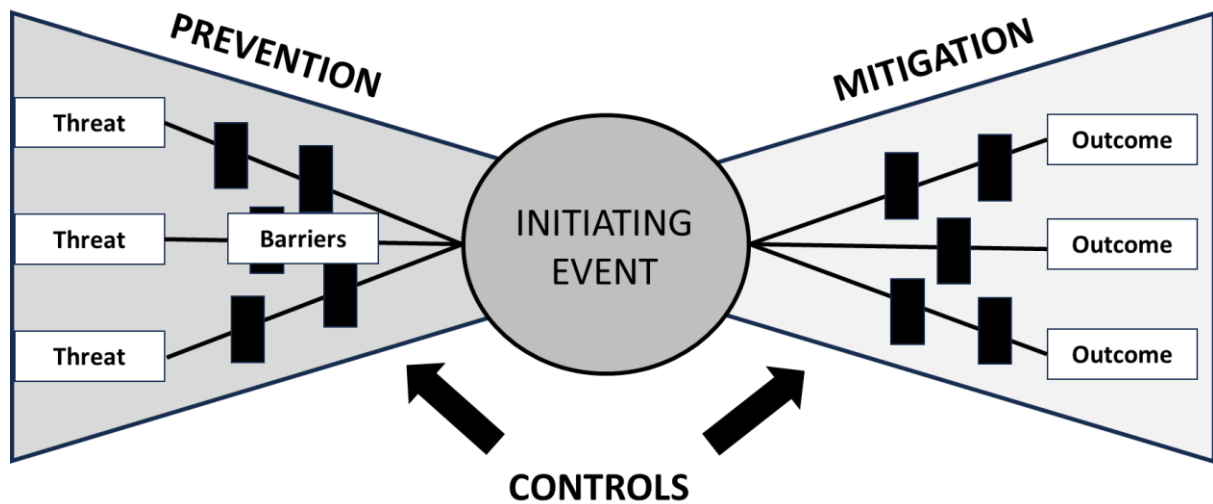 PREVENTION
MITIGATION
Threat
Outcome
Threat
Barriers
INITIATING
EVENT
Outcome
Threat
Outcome
CONTROLS